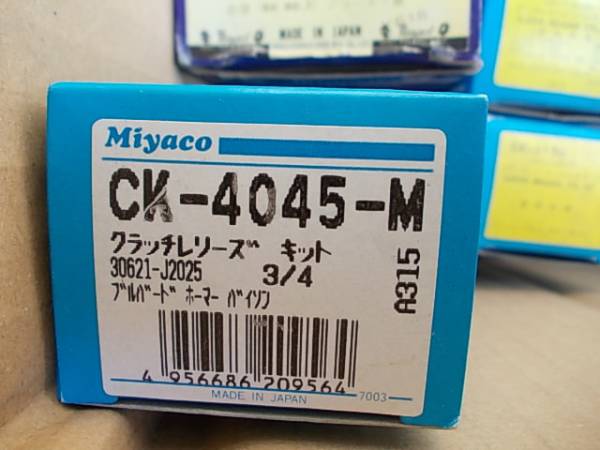 MADE IN JAPAN
Miyaco
CK-4045-M
クラッチレリーズ キット
30621-J2025 3/4
ブルバード ホーマー バイソン
A315
4 956686 209564
MADE IN JAPAN 7003